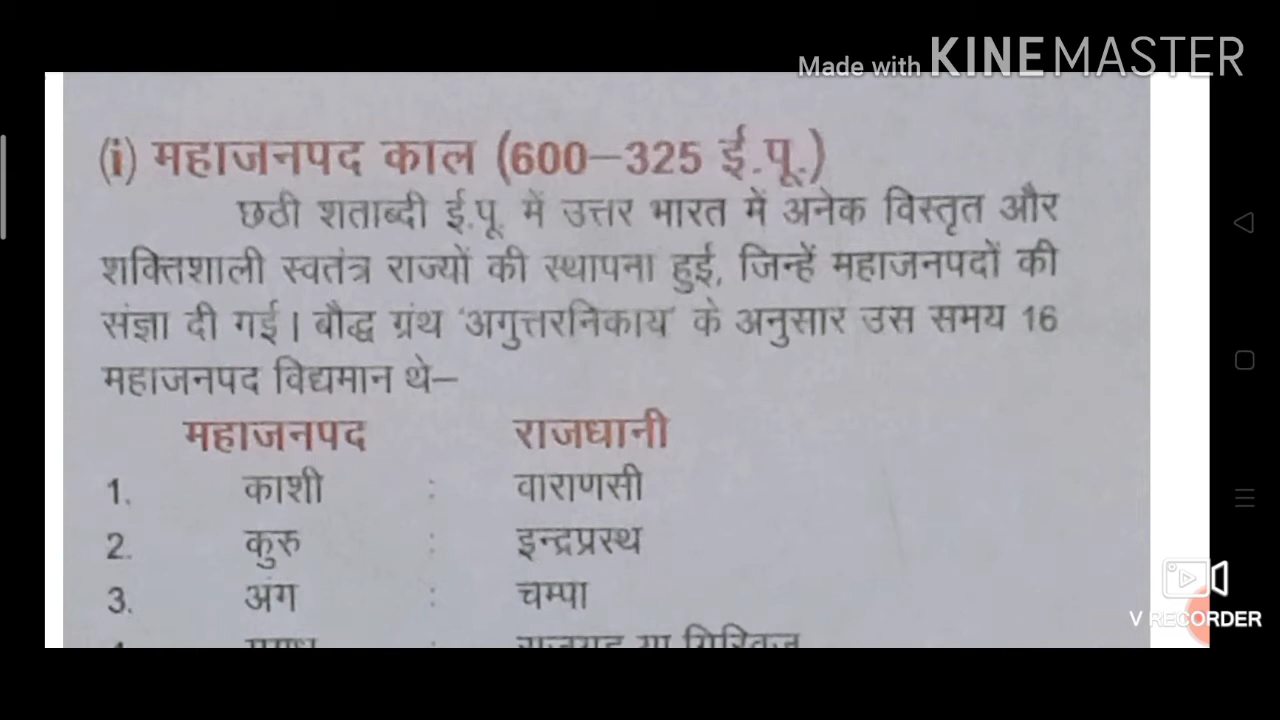 Made with KINEMASTER
(i) महाजनपद काल (600–325 ई.पू.)
छठी शताब्दी ई.पू. में उत्तर भारत में अनेक विस्तृत और
शक्तिशाली स्वतंत्र राज्यों की स्थापना हुई, जिन्हें महाजनपदों की
संज्ञा दी गई। बौद्ध ग्रंथ 'अगुत्तरनिकाय' के अनुसार उस समय 16
महाजनपद विद्यमान थे–
महाजनपद राजधानी
1. काशी : वाराणसी
2. कुरु : इन्द्रप्रस्थ
3. अंग : चम्पा
V RECORDER